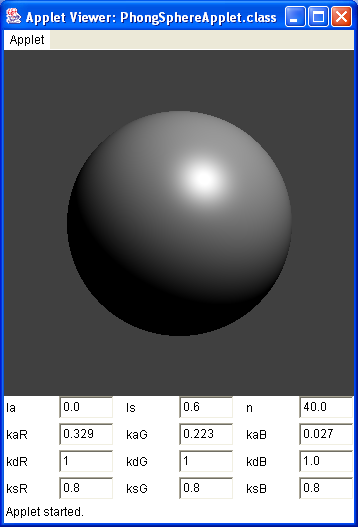 Applet Viewer: PhongSphereApplet.class
Applet
Ia 0.0 Is 0.6 n 40.0
kaR 0.329 kaG 0.223 kaB 0.027
kdR 1 kdG 1 kdB 1.0
ksR 0.8 ksG 0.8 ksB 0.8
Applet started.